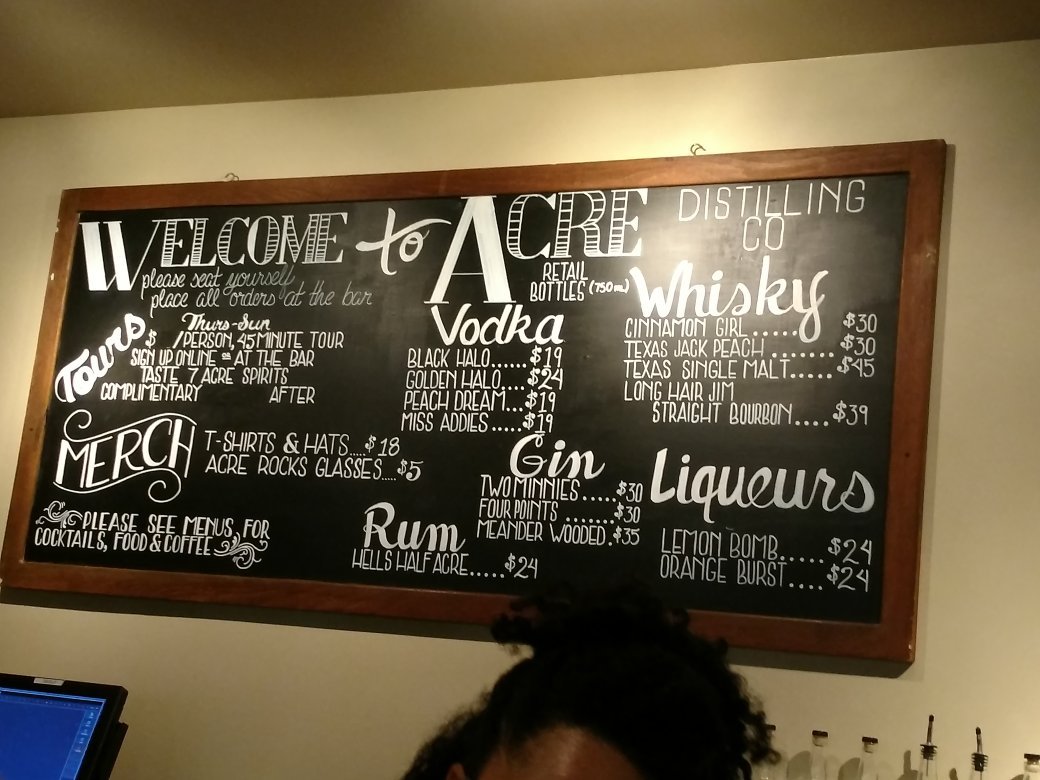 WELCOME to ACRE DISTILLING CO
please seat yourself
place all orders at the bar
Tours
Thurs-Sun
$ /PERSON, 45 MINUTE TOUR
SIGN UP ONLINE or AT THE BAR
TASTE 7 ACRE SPIRITS
COMPLIMENTARY AFTER
MERCH
T-SHIRTS & HATS....$18
ACRE ROCKS GLASSES....$5
PLEASE SEE MENUS, FOR
COCKTAILS, FOOD & COFFEE
RETAIL
BOTTLES (750mL)
Vodka
BLACK HALO......$19
GOLDEN HALO....$24
PEACH DREAM...$19
MISS ADDIES.....$19
Gin
TWO MINNIES.....$30
FOUR POINTS .......$30
MEANDER WOODED.$35
Rum
HELLS HALF ACRE.....$24
Whisky
CINNAMON GIRL.....$30
TEXAS JACK PEACH ........$30
TEXAS SINGLE MALT.....$45
LONG HAIR JIM
STRAIGHT BOURBON....$39
Liqueurs
LEMON BOMB.....$24
ORANGE BURST....$24